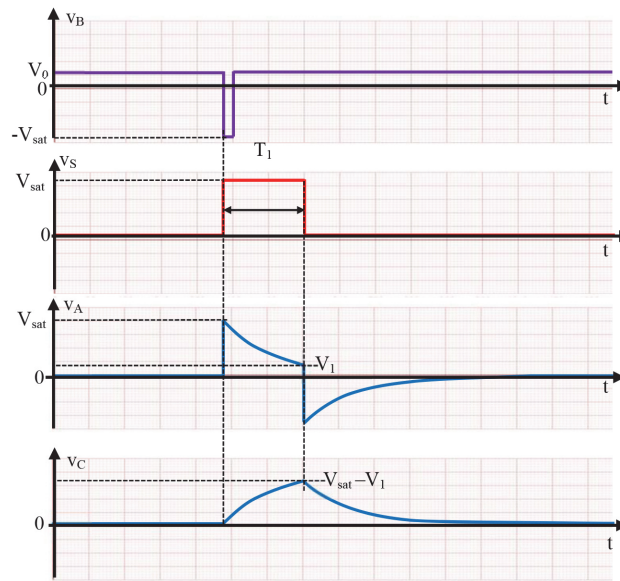 v_B
V_0
0
t
-V_sat
T_1
v_S
V_sat
0
t
v_A
V_sat
V_1
0
t
v_C
V_sat–V_1
0
t